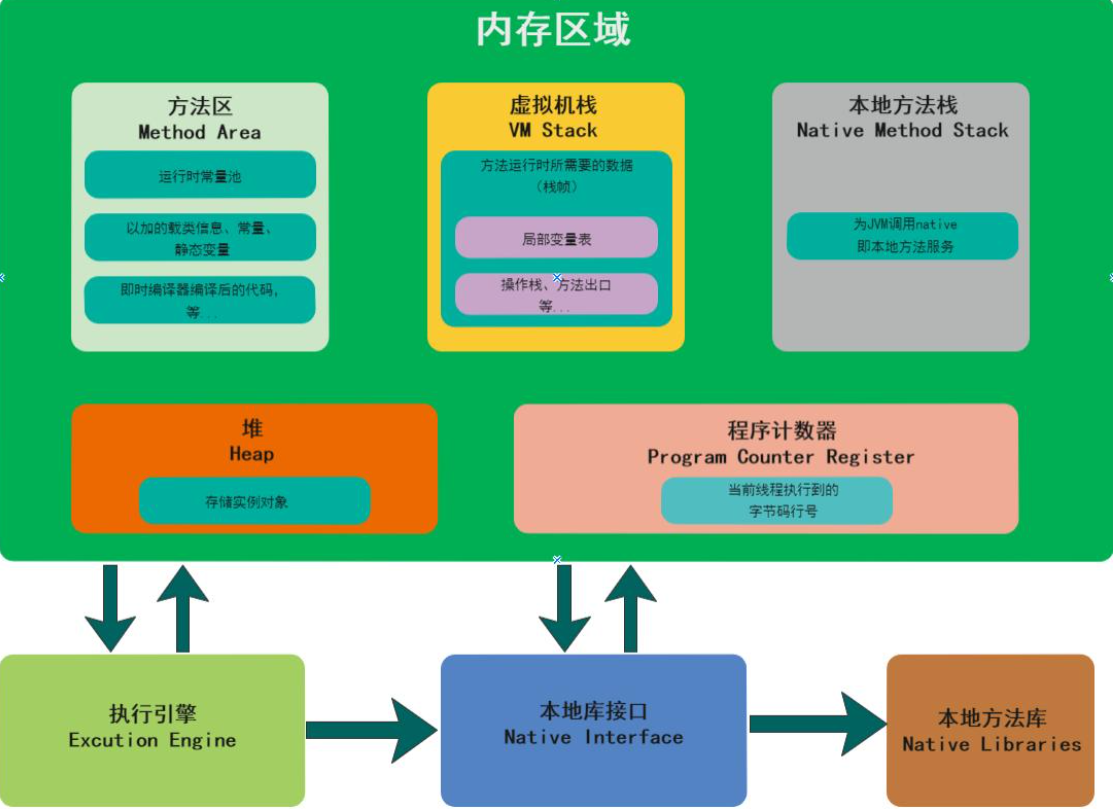 内存区域
方法区
Method Area
运行时常量池
以加的载类信息、常量、
静态变量
即时编译器编译后的代码,
等...
虚拟机栈
VM Stack
方法运行时所需要的数据
(栈帧)
局部变量表
操作栈、方法出口
等...
本地方法栈
Native Method Stack
为JVM调用native
即本地方法服务
堆
Heap
存储实例对象
程序计数器
Program Counter Register
当前线程执行到的
字节码行号
执行引擎
Excution Engine
本地库接口
Native Interface
本地方法库
Native Libraries